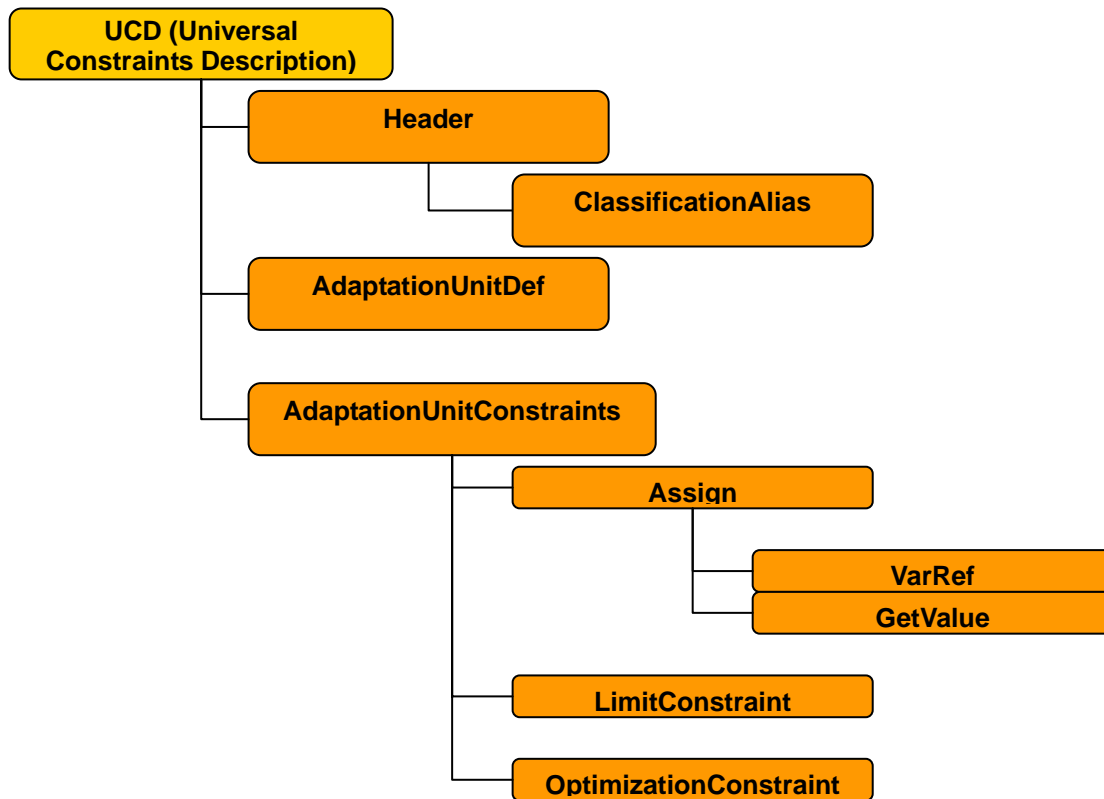 UCD (Universal
Constraints Description)
Header
ClassificationAlias
AdaptationUnitDef
AdaptationUnitConstraints
Assign
VarRef
GetValue
LimitConstraint
OptimizationConstraint